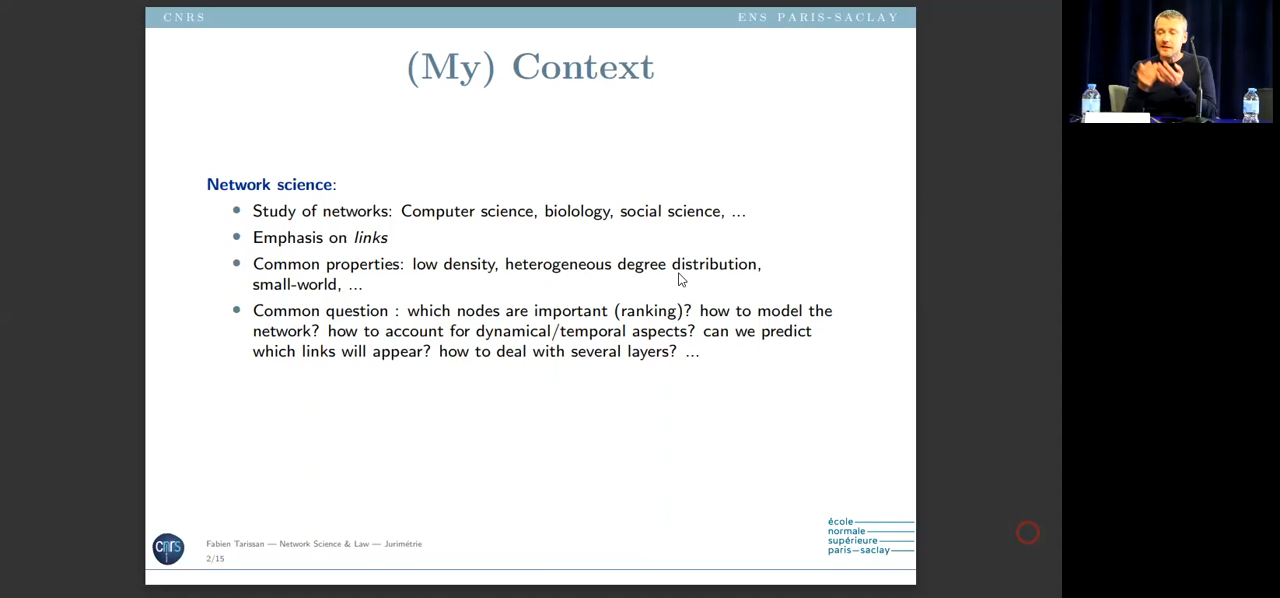 CNRS
ENS PARIS-SACLAY
(My) Context
Network science:
Study of networks: Computer science, biolology, social science, ...
Emphasis on links
Common properties: low density, heterogeneous degree distribution,
small-world, ...
Common question : which nodes are important (ranking)? how to model the
network? how to account for dynamical/temporal aspects? can we predict
which links will appear? how to deal with several layers? ...
cnrs
Fabien Tarissan — Network Science & Law — Jurimétrie
2/15
école
normale
supérieure
paris–saclay